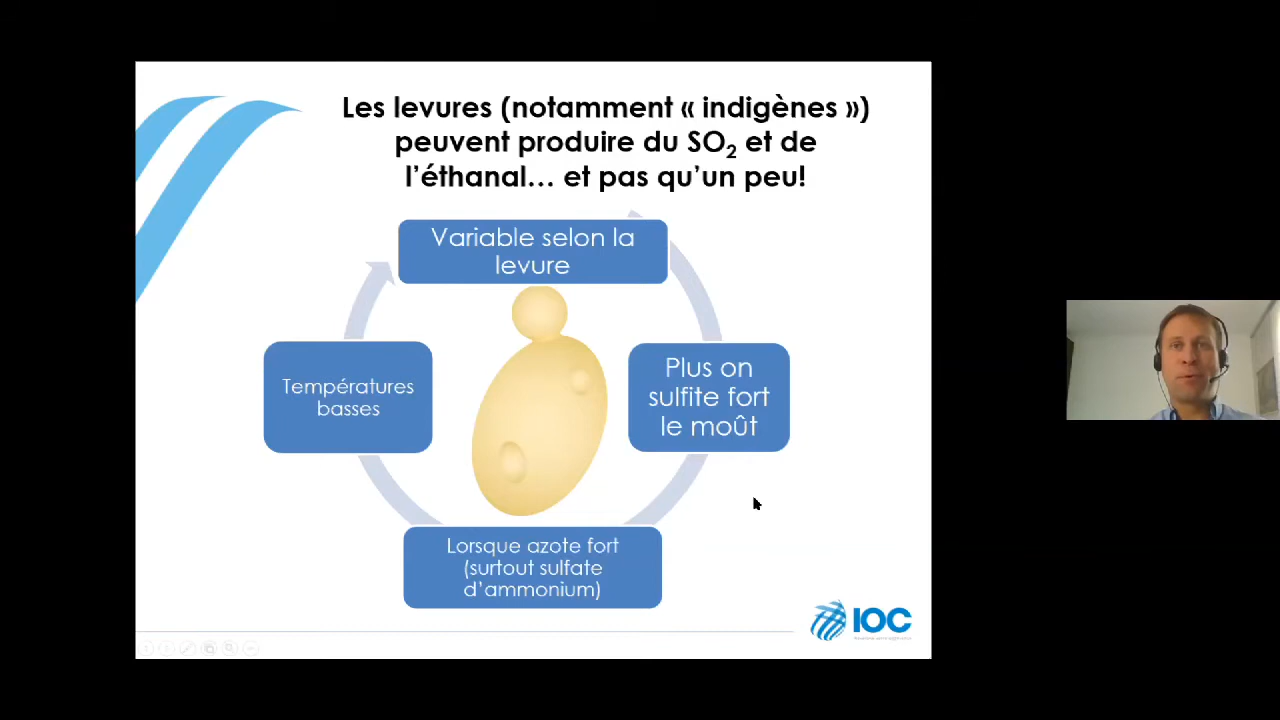 Les levures (notamment « indigènes »)
peuvent produire du SO₂ et de
l'éthanal… et pas qu'un peu!
Variable selon la
levure
Températures
basses
Plus on
sulfite fort
le moût
Lorsque azote fort
(surtout sulfate
d'ammonium)
IOC